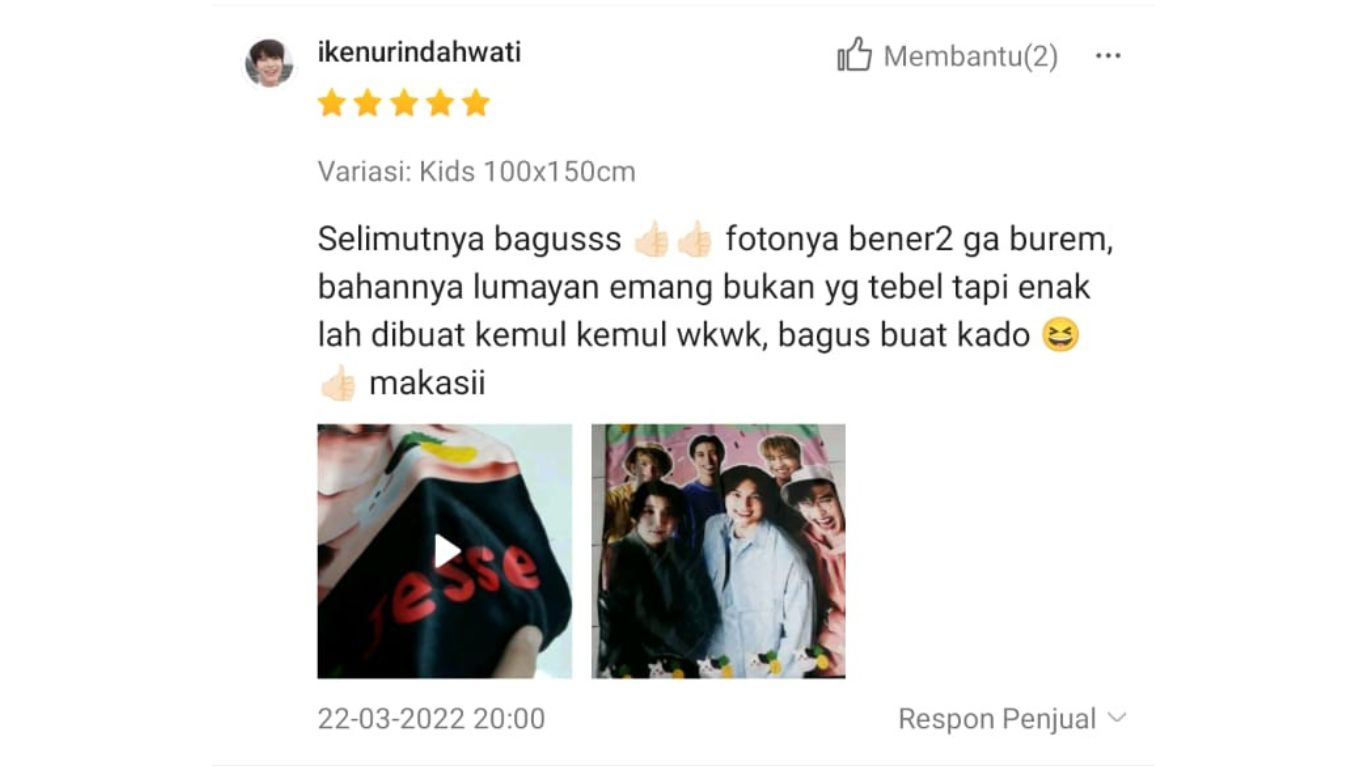 ikenurindahwati
Membantu(2)
Variasi: Kids 100x150cm
Selimutnya bagusss 👍🏻👍🏻 fotonya bener2 ga burem,
bahannya lumayan emang bukan yg tebel tapi enak
lah dibuat kemul kemul wkwk, bagus buat kado 😆
👍🏻 makasii
Jesse
22-03-2022 20:00
Respon Penjual